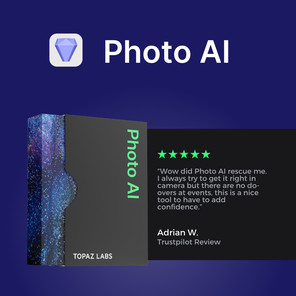 Photo AI
Photo AI
TOPAZ LABS
“Wow did Photo AI rescue me.
I always try to get it right in
camera but there are no do-
overs at events, this is a nice
tool to have to add
confidence.”
Adrian W.
Trustpilot Review